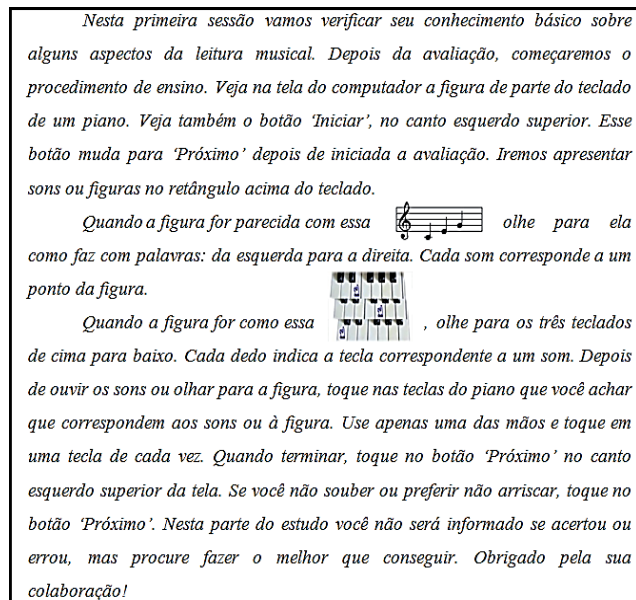 Nesta primeira sessão vamos verificar seu conhecimento básico sobre
alguns aspectos da leitura musical. Depois da avaliação, começaremos o
procedimento de ensino. Veja na tela do computador a figura de parte do teclado
de um piano. Veja também o botão ‘Iniciar’, no canto esquerdo superior. Esse
botão muda para ‘Próximo’ depois de iniciada a avaliação. Iremos apresentar
sons ou figuras no retângulo acima do teclado.
Quando a figura for parecida com essa olhe para ela
como faz com palavras: da esquerda para a direita. Cada som corresponde a um
ponto da figura.
Quando a figura for como essa , olhe para os três teclados
de cima para baixo. Cada dedo indica a tecla correspondente a um som. Depois
de ouvir os sons ou olhar para a figura, toque nas teclas do piano que você achar
que correspondem aos sons ou à figura. Use apenas uma das mãos e toque em
uma tecla de cada vez. Quando terminar, toque no botão ‘Próximo’ no canto
esquerdo superior da tela. Se você não souber ou preferir não arriscar, toque no
botão ‘Próximo’. Nesta parte do estudo você não será informado se acertou ou
errou, mas procure fazer o melhor que conseguir. Obrigado pela sua
colaboração!